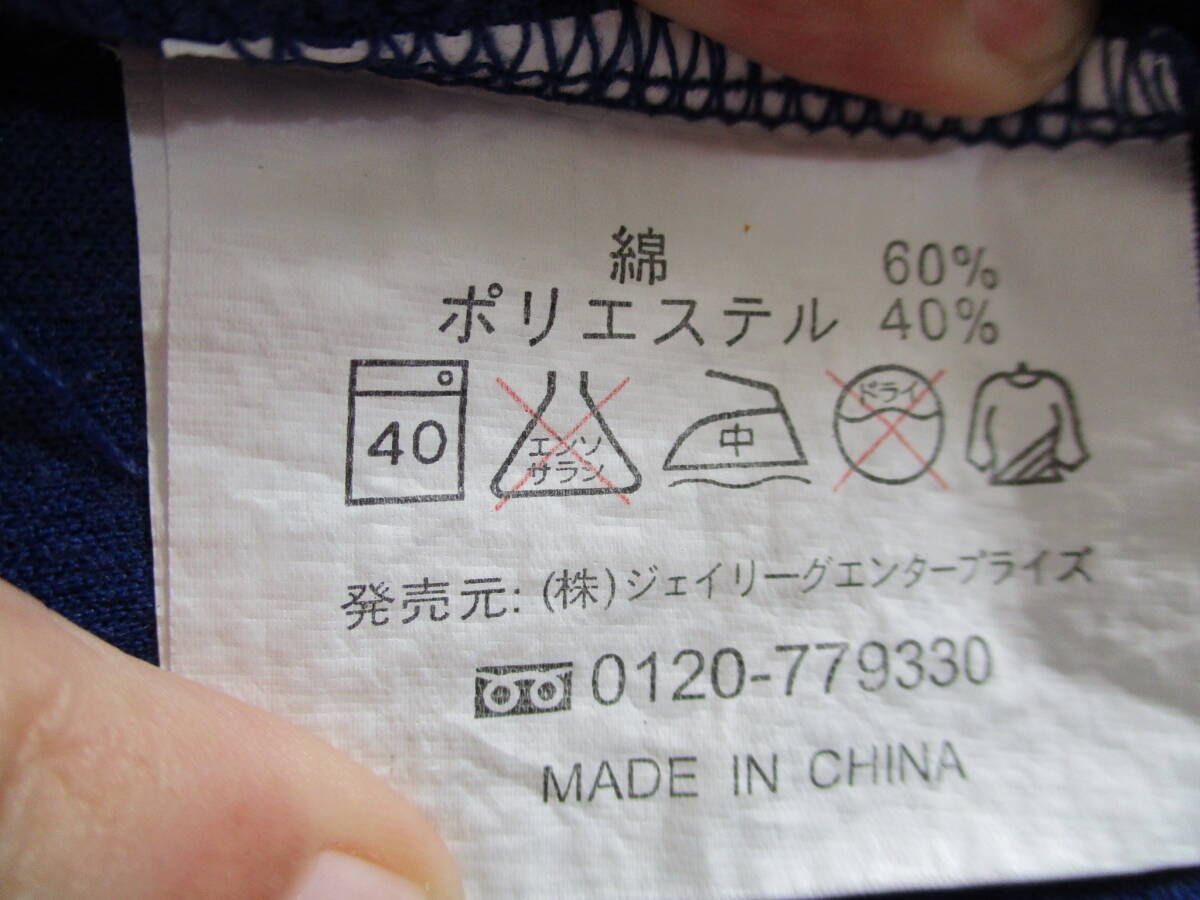 綿 60%
ポリエステル 40%
40
エンソ
サラシ
中
ドライ
発売元: (株)ジェイリーグエンタープライズ
0120-779330
MADE IN CHINA